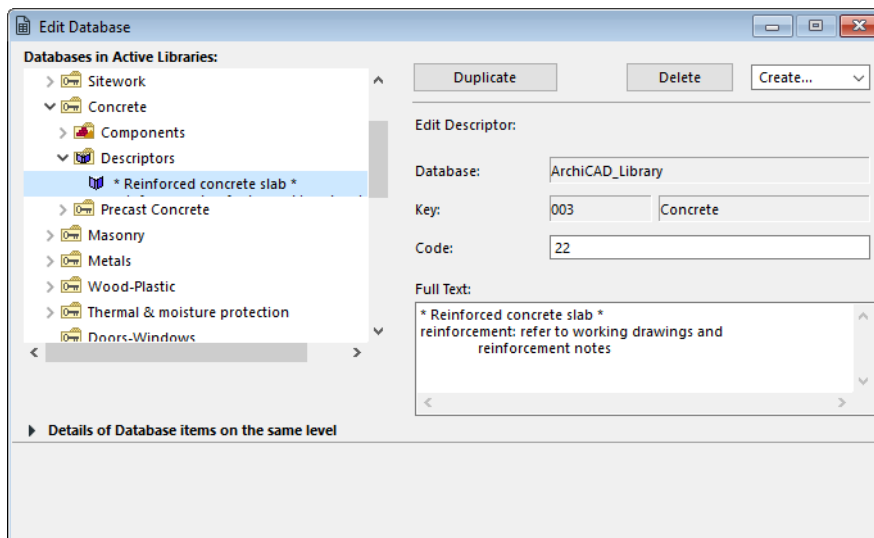 Edit Database
Databases in Active Libraries:
Sitework
Concrete
Components
Descriptors
* Reinforced concrete slab *
Precast Concrete
Masonry
Metals
Wood-Plastic
Thermal & moisture protection
Doors-Windows
Duplicate
Delete
Create...
Edit Descriptor:
Database:
ArchiCAD_Library
Key:
003
Concrete
Code:
22
Full Text:
* Reinforced concrete slab *
reinforcement: refer to working drawings and
reinforcement notes
Details of Database items on the same level